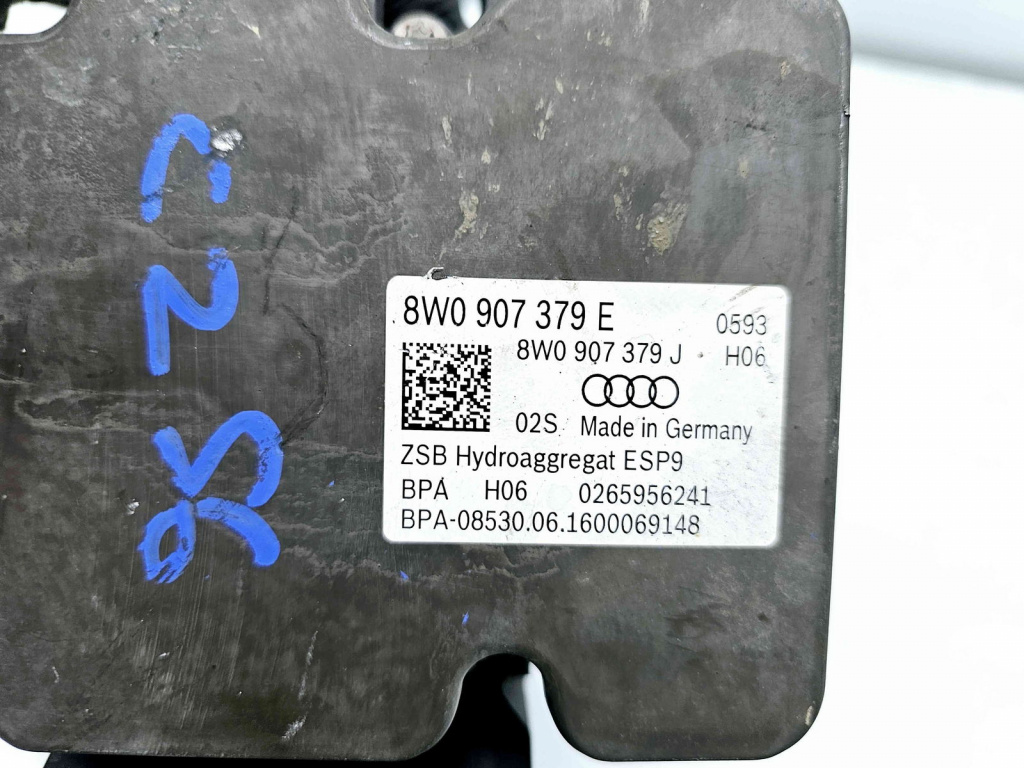 8W0 907 379 E
0593
8W0 907 379 J
H06
02S Made in Germany
ZSB Hydroaggregat ESP9
BPA H06 0265956241
BPA-08530.06.1600069148